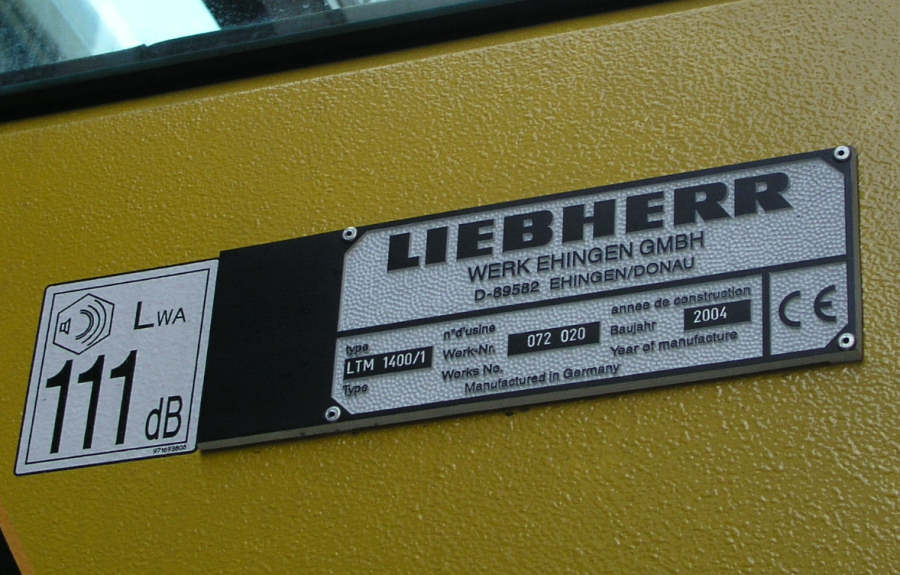 LWA
111 dB
LIEBHERR
WERK EHINGEN GMBH
D-89582 EHINGEN/DONAU
type
LTM 1400/1
Type
n°d'usine
Werk-Nr.
072 020
Works No.
annee de construction
Baujahr
2004
Year of manufacture
Manufactured in Germany
CE